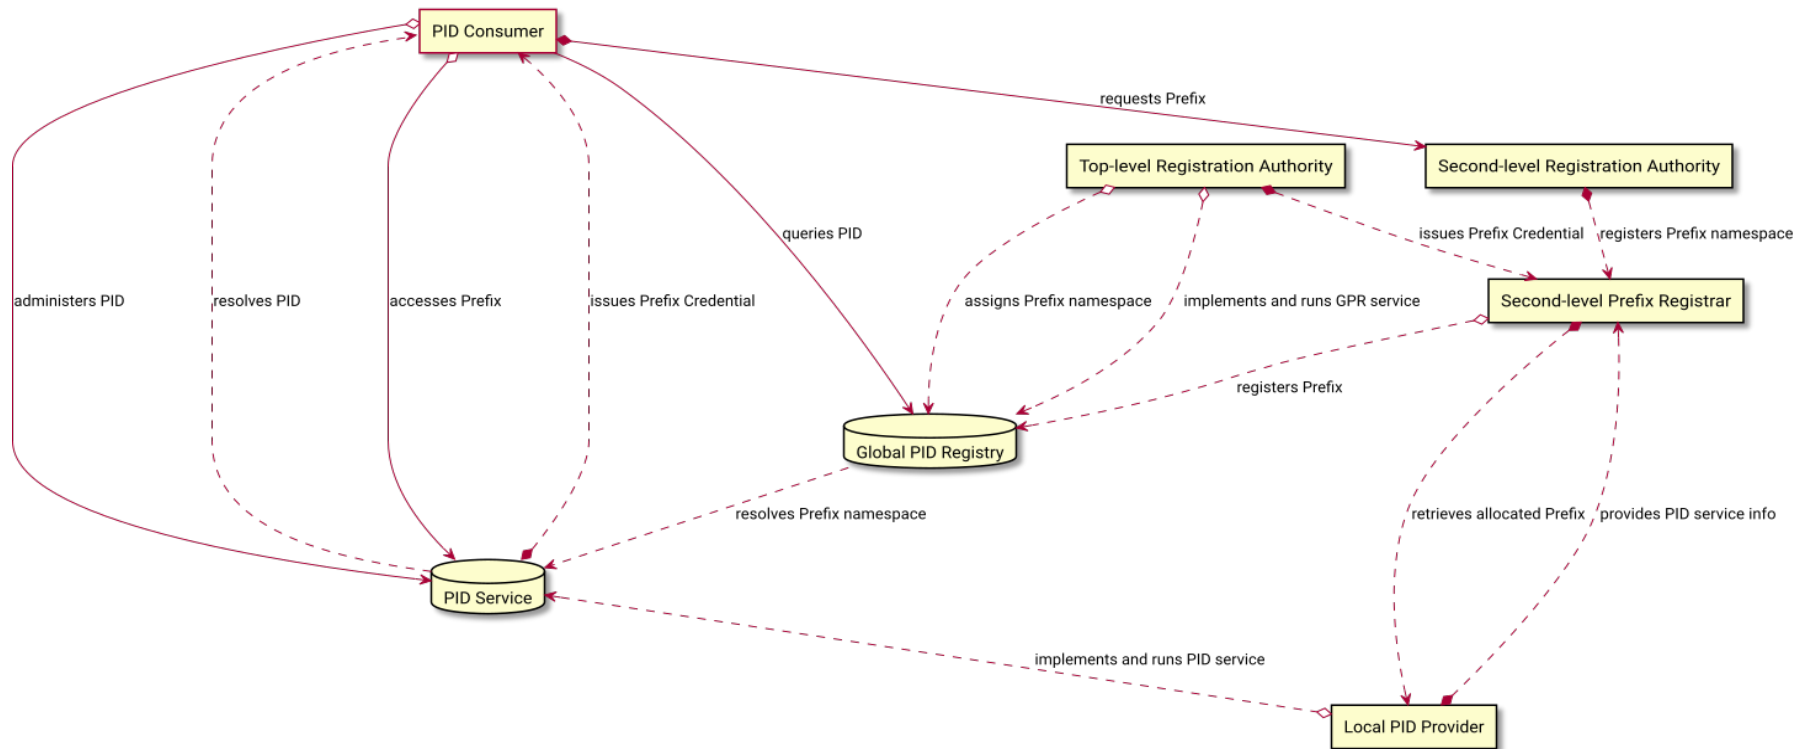 PID Consumer
requests Prefix
Top-level Registration Authority
Second-level Registration Authority
queries PID
issues Prefix Credential
registers Prefix namespace
administers PID
resolves PID
accesses Prefix
issues Prefix Credential
assigns Prefix namespace
implements and runs GPR service
Second-level Prefix Registrar
registers Prefix
Global PID Registry
resolves Prefix namespace
retrieves allocated Prefix
provides PID service info
PID Service
implements and runs PID service
Local PID Provider